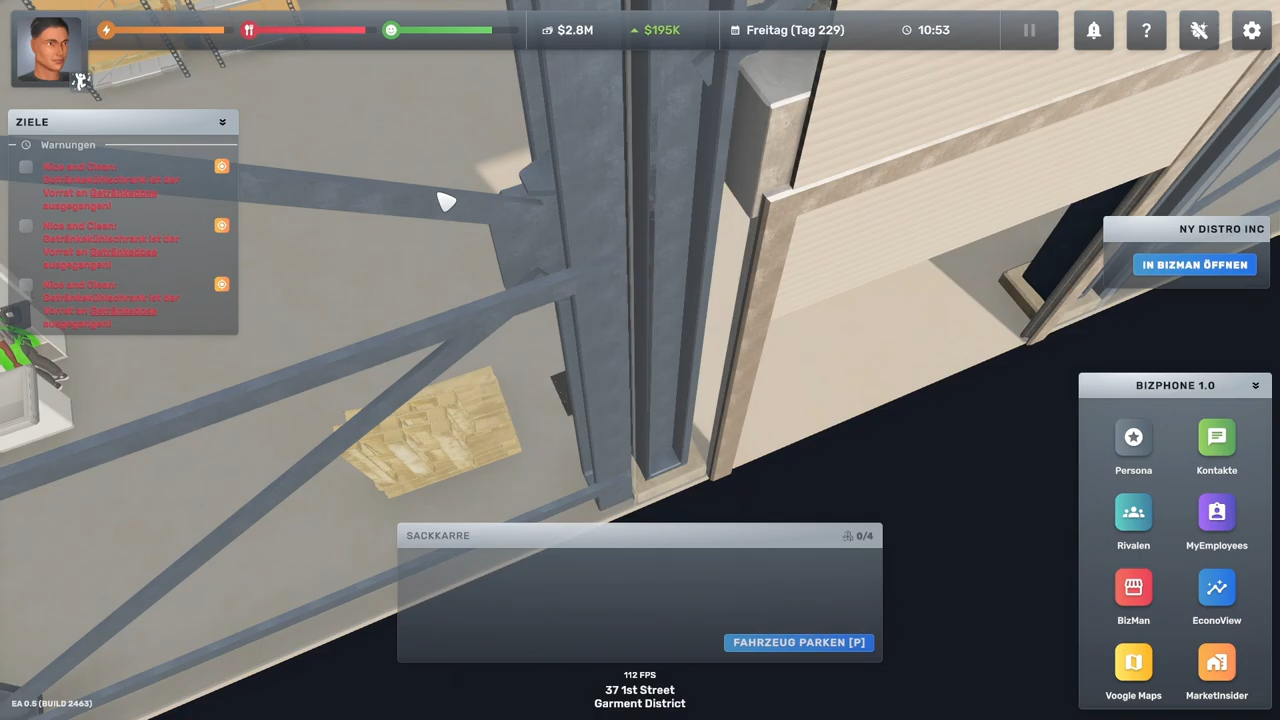 $2.8M
$195K
Freitag (Tag 229)
10:53
?
ZIELE
Warnungen
Nice and Clean:
Getränkekühlschrank ist der
Vorrat an Getränkedose
ausgegangen!
Nice and Clean:
Getränkekühlschrank ist der
Vorrat an Getränkedose
ausgegangen!
Nice and Clean:
Getränkekühlschrank ist der
Vorrat an Getränkedose
ausgegangen!
NY DISTRO INC
IN BIZMAN ÖFFNEN
BIZPHONE 1.0
Persona
Kontakte
Rivalen
MyEmployees
BizMan
EconoView
Voogle Maps
MarketInsider
SACKKARRE
0/4
FAHRZEUG PARKEN [P]
112 FPS
37 1st Street
Garment District
EA 0.5 (BUILD 2463)